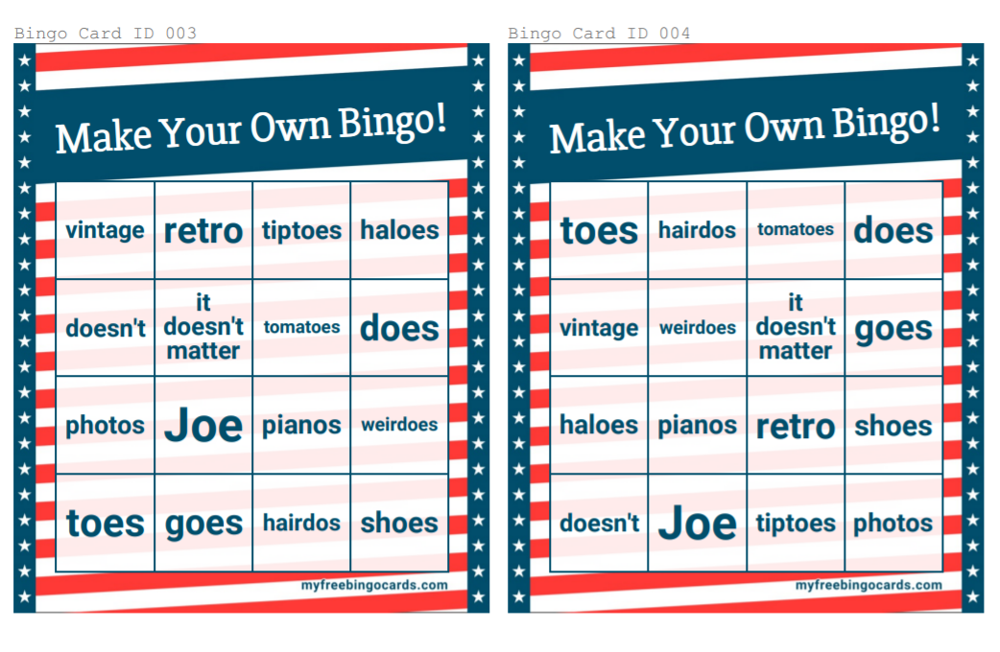 Bingo Card ID 003
Make Your Own Bingo!
vintage retro tiptoes haloes
doesn't it doesn't matter tomatoes does
photos Joe pianos weirdoes
toes goes hairdos shoes
myfreebingocards.com
Bingo Card ID 004
Make Your Own Bingo!
toes hairdos tomatoes does
vintage weirdoes it doesn't matter goes
haloes pianos retro shoes
doesn't Joe tiptoes photos
myfreebingocards.com